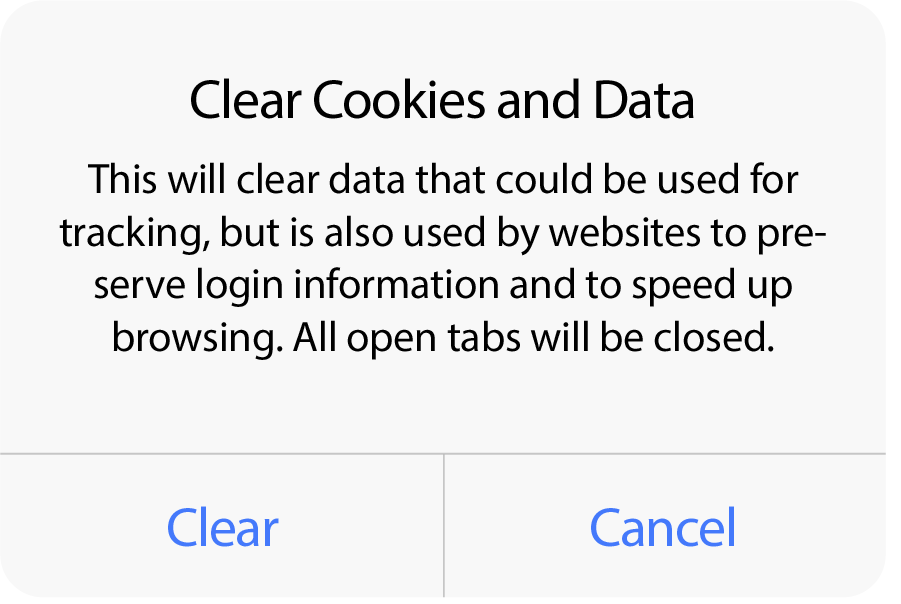 Clear Cookies and Data
This will clear data that could be used for
tracking, but is also used by websites to pre-
serve login information and to speed up
browsing. All open tabs will be closed.
Clear
Cancel